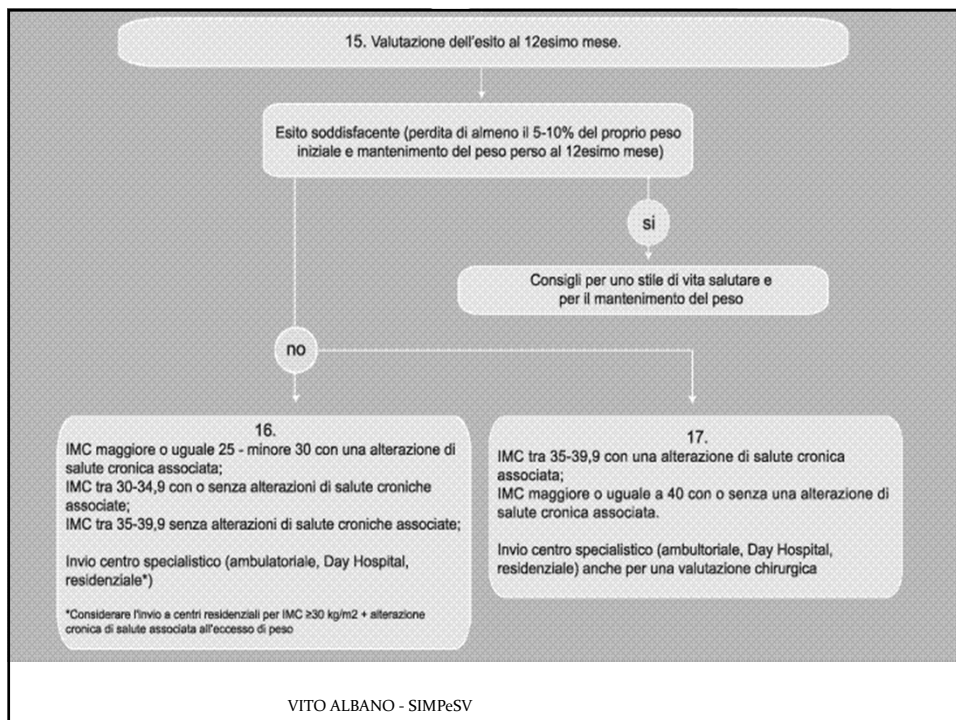 15. Valutazione dell'esito al 12esimo mese.
Esito soddisfacente (perdita di almeno il 5-10% del proprio peso
iniziale e mantenimento del peso perso al 12esimo mese)
si
Consigli per uno stile di vita salutare e
per il mantenimento del peso
no
16.
IMC maggiore o uguale 25 - minore 30 con una alterazione di
salute cronica associata;
IMC tra 30-34,9 con o senza alterazioni di salute croniche
associate;
IMC tra 35-39,9 senza alterazioni di salute croniche associate;
Invio centro specialistico (ambulatoriale, Day Hospital,
residenziale*)
*Considerare l'invio a centri residenziali per IMC ≥30 kg/m2 + alterazione
cronica di salute associata all'eccesso di peso
17.
IMC tra 35-39,9 con una alterazione di salute cronica
associata;
IMC maggiore o uguale a 40 con o senza una alterazione di
salute cronica associata.
Invio centro specialistico (ambultoriale, Day Hospital,
residenziale) anche per una valutazione chirurgica
VITO ALBANO - SIMPeSV